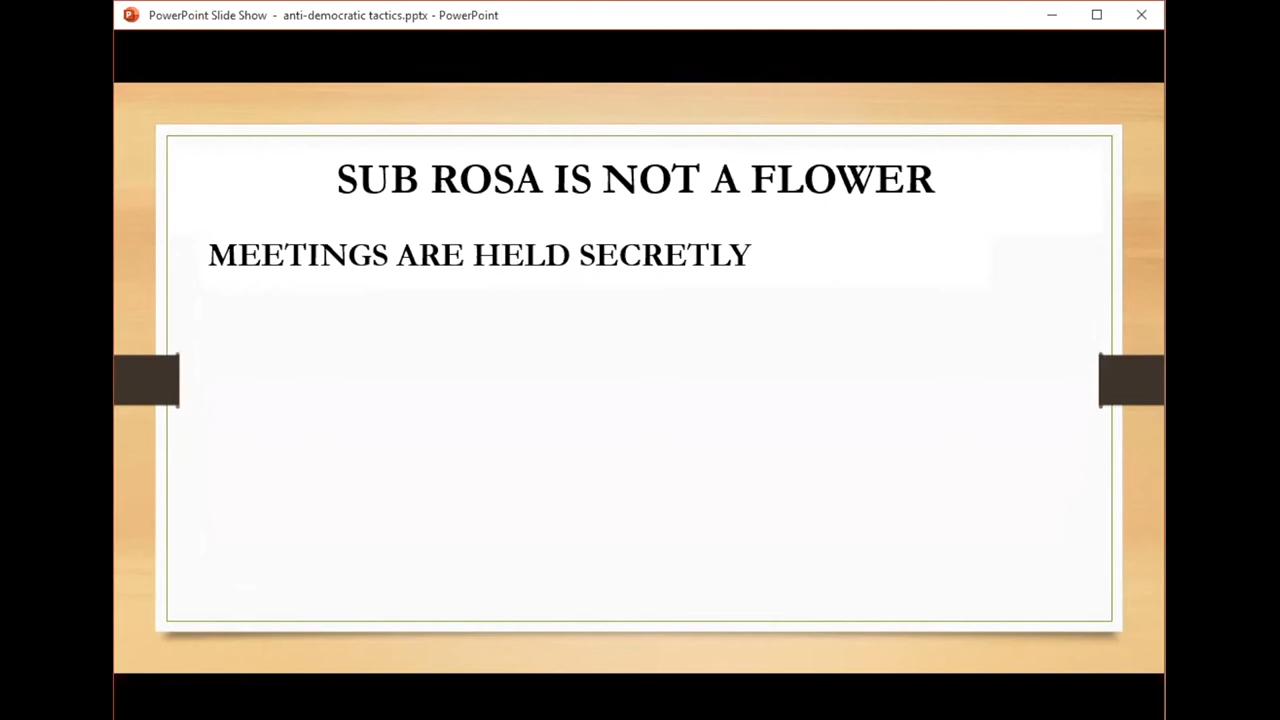 PowerPoint Slide Show - anti-democratic tactics.pptx - PowerPoint
SUB ROSA IS NOT A FLOWER
MEETINGS ARE HELD SECRETLY